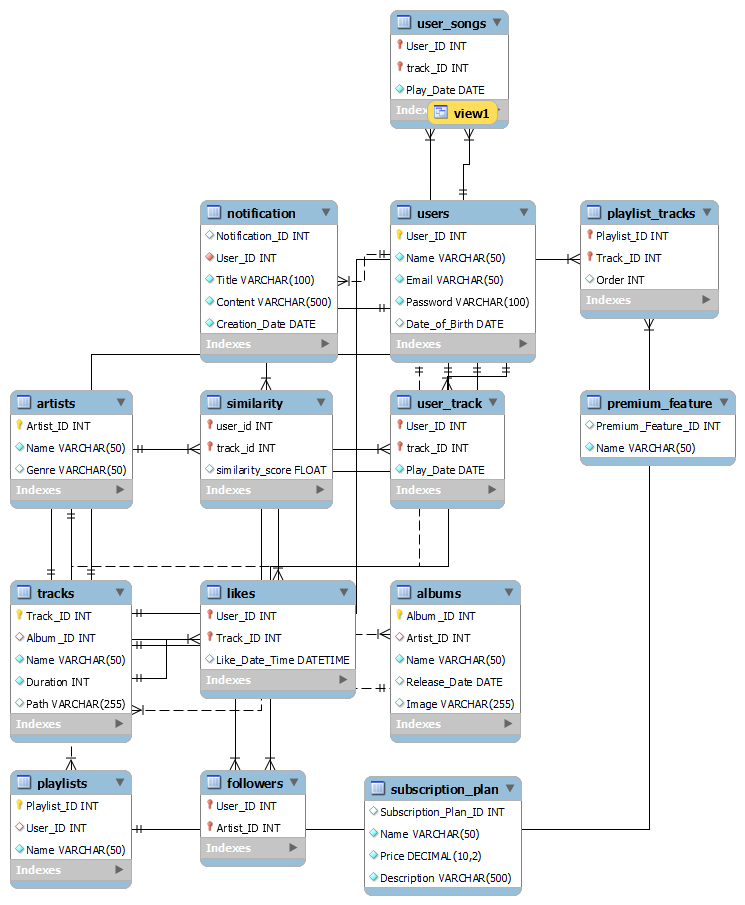 user_songs
User_ID INT
track_ID INT
Play_Date DATE
Indexes
view1
notification
Notification_ID INT
User_ID INT
Title VARCHAR(100)
Content VARCHAR(500)
Creation_Date DATE
Indexes
users
User_ID INT
Name VARCHAR(50)
Email VARCHAR(50)
Password VARCHAR(100)
Date_of_Birth DATE
Indexes
playlist_tracks
Playlist_ID INT
Track_ID INT
Order INT
Indexes
artists
Artist_ID INT
Name VARCHAR(50)
Genre VARCHAR(50)
Indexes
similarity
user_id INT
track_id INT
similarity_score FLOAT
Indexes
user_track
User_ID INT
track_ID INT
Play_Date DATE
Indexes
premium_feature
Premium_Feature_ID INT
Name VARCHAR(50)
tracks
Track_ID INT
Album_ID INT
Name VARCHAR(50)
Duration INT
Path VARCHAR(255)
Indexes
likes
User_ID INT
Track_ID INT
Like_Date_Time DATETIME
Indexes
albums
Album_ID INT
Artist_ID INT
Name VARCHAR(50)
Release_Date DATE
Image VARCHAR(255)
Indexes
playlists
Playlist_ID INT
User_ID INT
Name VARCHAR(50)
Indexes
followers
User_ID INT
Artist_ID INT
Indexes
subscription_plan
Subscription_Plan_ID INT
Name VARCHAR(50)
Price DECIMAL(10,2)
Description VARCHAR(500)